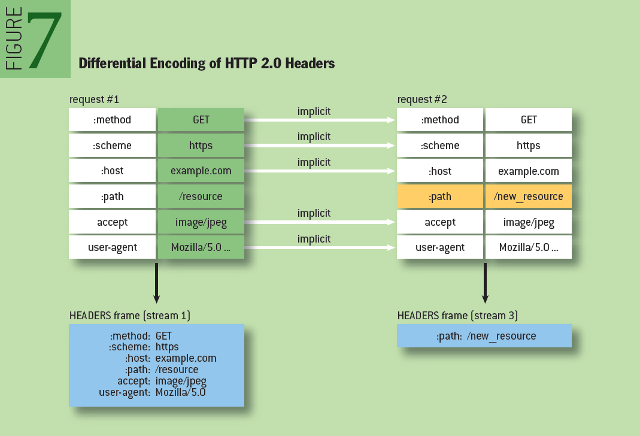 FIGURE 7
Differential Encoding of HTTP 2.0 Headers
request #1
request #2
:method GET implicit :method GET
:scheme https implicit :scheme https
:host example.com implicit :host example.com
:path /resource :path /new_resource
accept image/jpeg implicit accept image/jpeg
user-agent Mozilla/5.0 ... implicit user-agent Mozilla/5.0 ...
HEADERS frame (stream 1)
:method: GET
:scheme: https
:host: example.com
:path: /resource
accept: image/jpeg
user-agent: Mozilla/5.0
HEADERS frame (stream 3)
:path: /new_resource